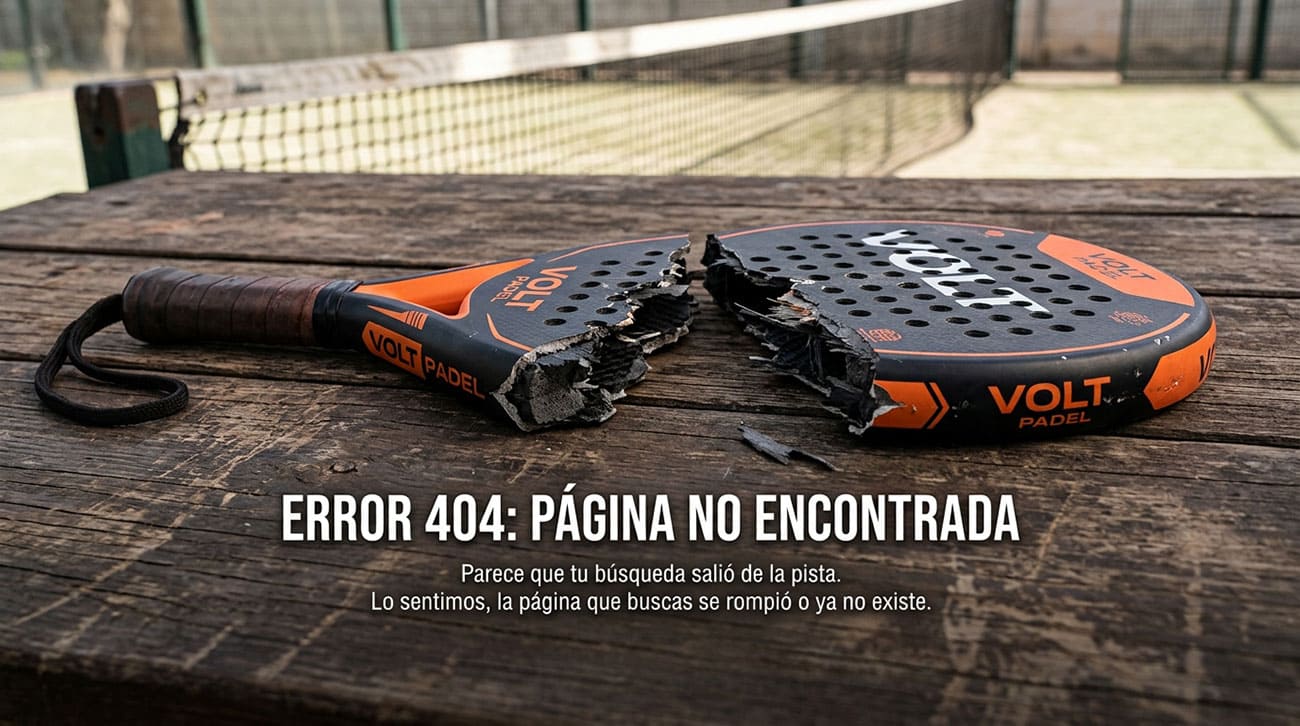 VOLT
PADEL
VOLT PADEL
VOLT
VOLT
PADEL
VOLT
PADEL
ERROR 404: PÁGINA NO ENCONTRADA
Parece que tu búsqueda salió de la pista.
Lo sentimos, la página que buscas se rompió o ya no existe.